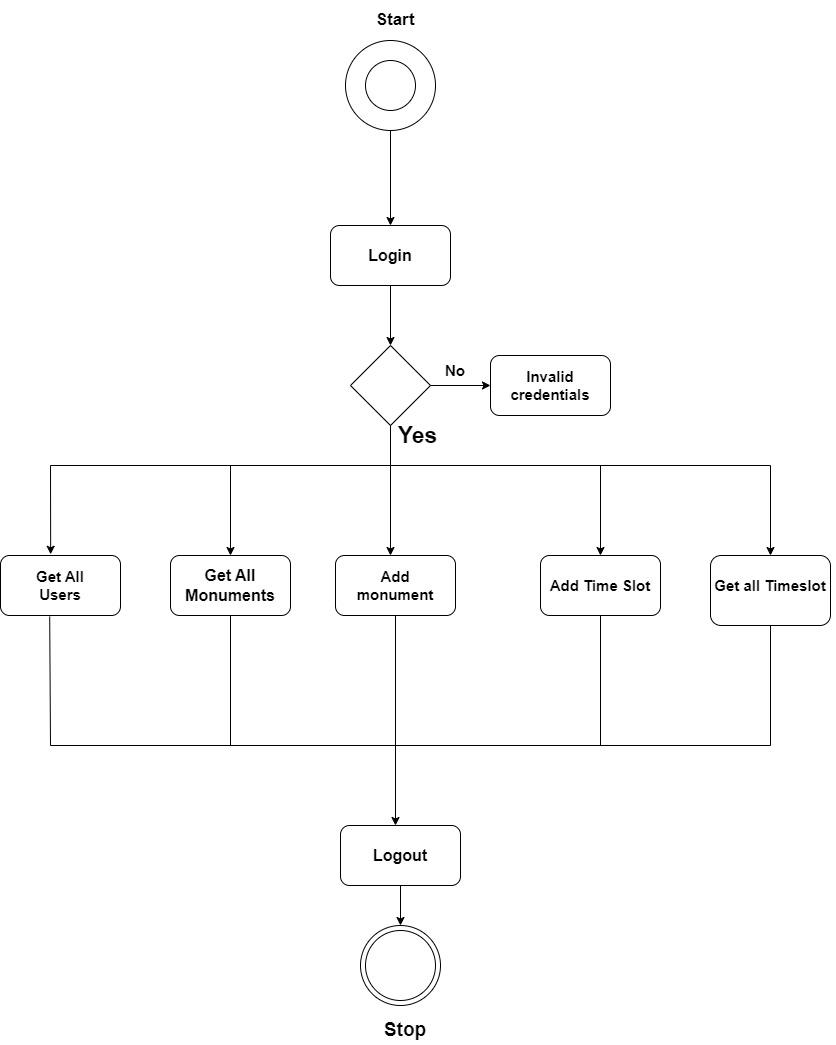 Start
Login
No
Invalid
credentials
Yes
Get All
Users
Get All
Monuments
Add
monument
Add Time Slot
Get all Timeslot
Logout
Stop